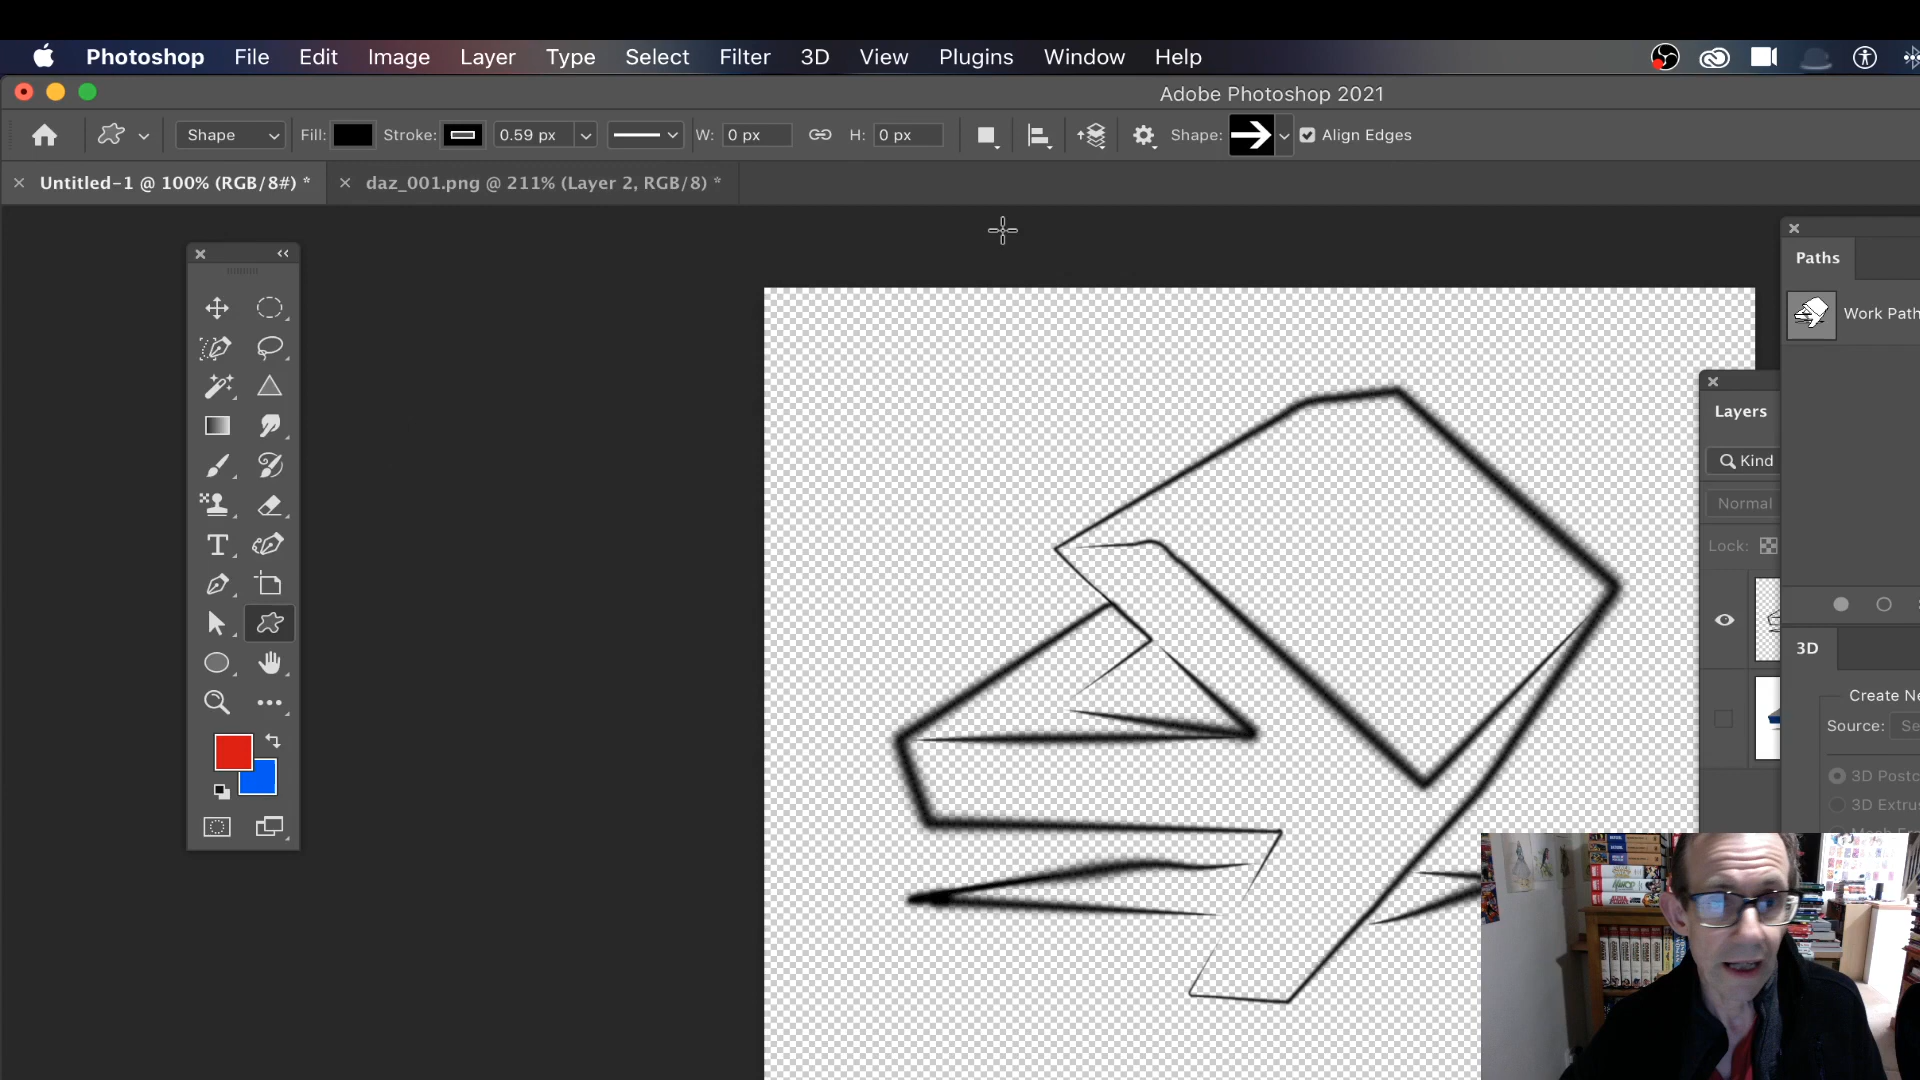 Photoshop File Edit Image Layer Type Select Filter 3D View Plugins Window Help
Adobe Photoshop 2021
Shape Fill: Stroke: 0.59 px W: 0 px H: 0 px Shape: Align Edges
Untitled-1 @ 100% (RGB/8#) * daz_001.png @ 211% (Layer 2, RGB/8) *
Paths
Work Path
Layers
Kind
Normal
Lock:
3D
Create Ne
Source: Se
3D Postc
3D Extrus